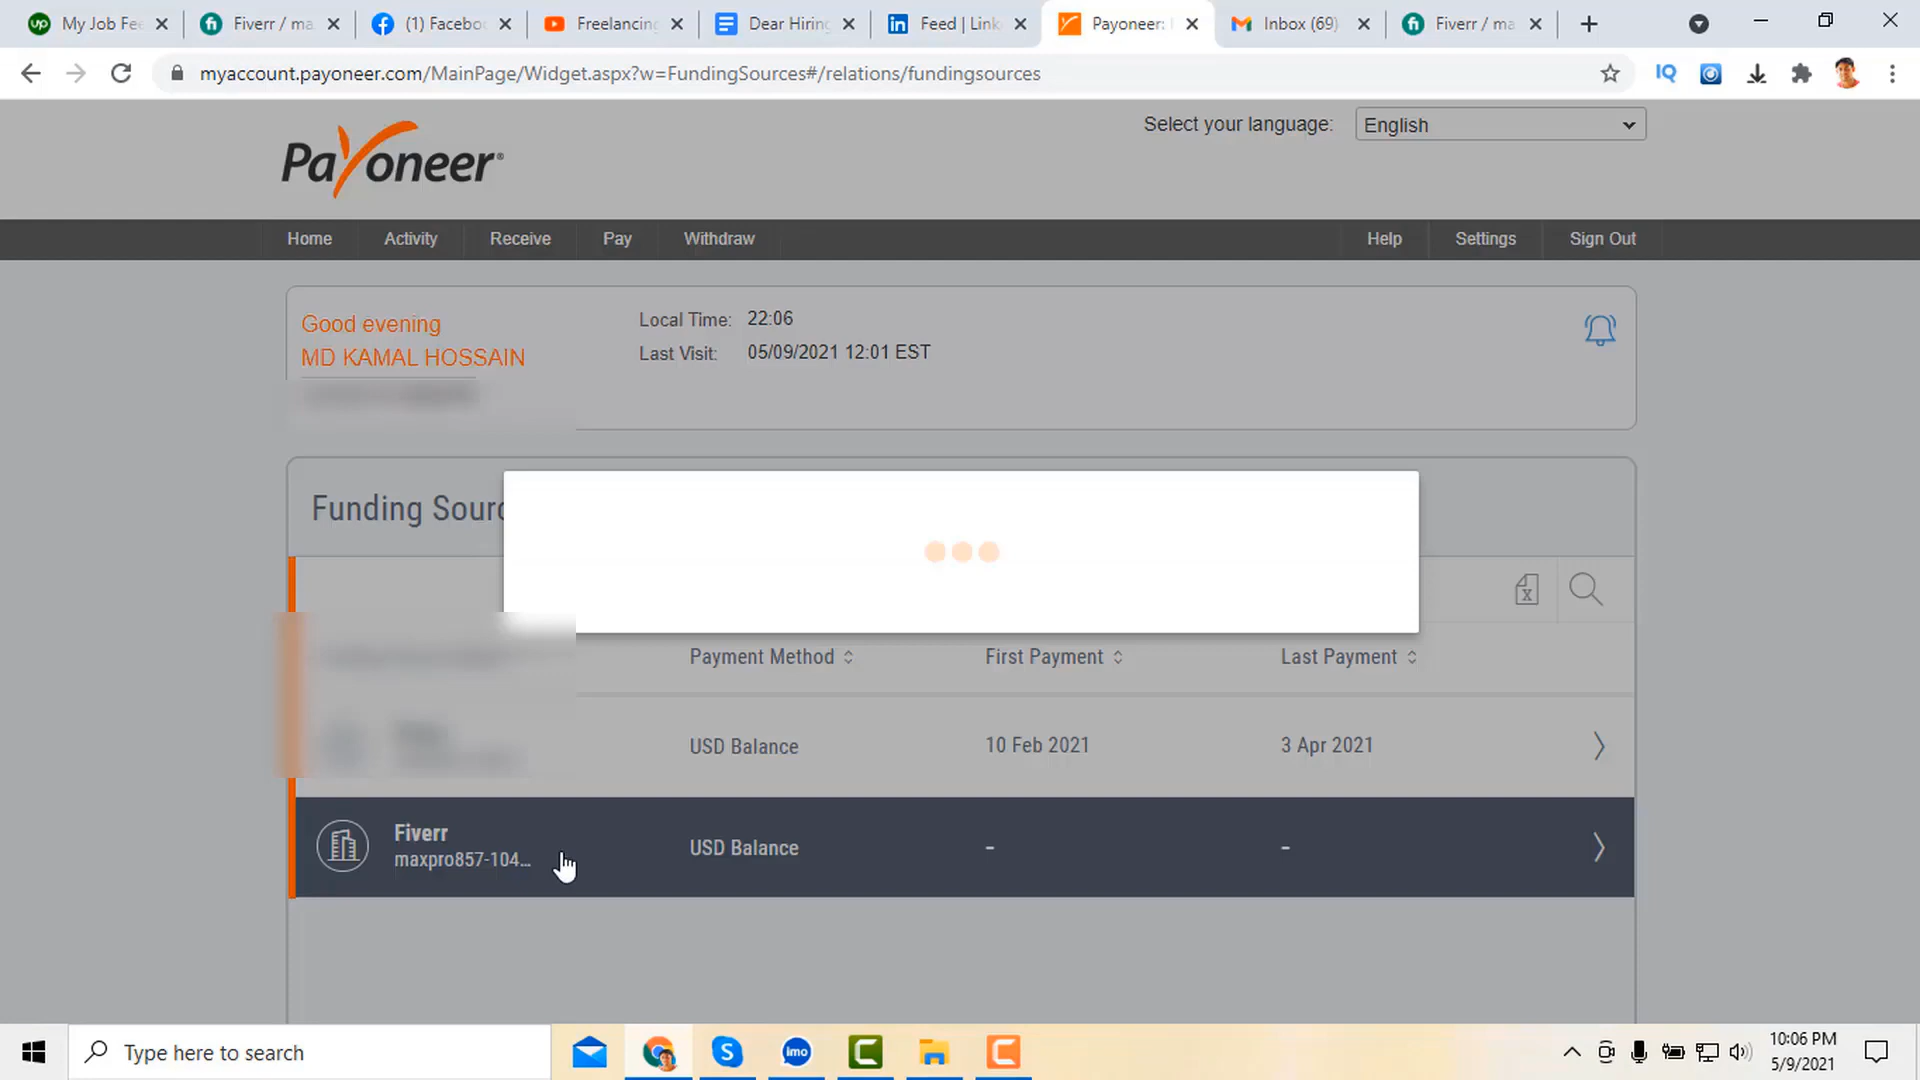 My Job Fee
Fiverr / ma
(1) Facebo
Freelancing
Dear Hiring
Feed | Link
Payoneer:
Inbox (69)
Fiverr / ma
myaccount.payoneer.com/MainPage/Widget.aspx?w=FundingSources#/relations/fundingsources
IQ
Payoneer
Select your language: English
Home Activity Receive Pay Withdraw Help Settings Sign Out
Good evening
MD KAMAL HOSSAIN
Local Time: 22:06
Last Visit: 05/09/2021 12:01 EST
Funding Sourc
Payment Method First Payment Last Payment
USD Balance 10 Feb 2021 3 Apr 2021
Fiverr
maxpro857-104...
USD Balance - -
Type here to search
imo
10:06 PM
5/9/2021